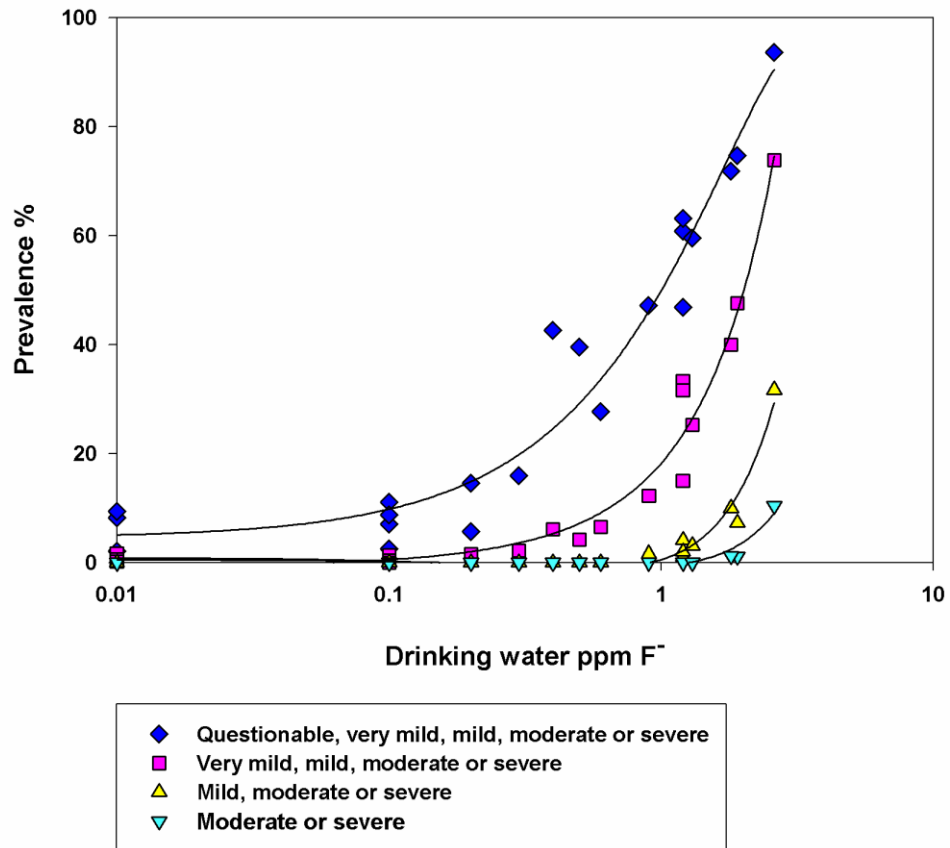 100
80
60
40
20
0
Prevalence %
0.01 0.1 1 10
Drinking water ppm F⁻
Questionable, very mild, mild, moderate or severe
Very mild, mild, moderate or severe
Mild, moderate or severe
Moderate or severe